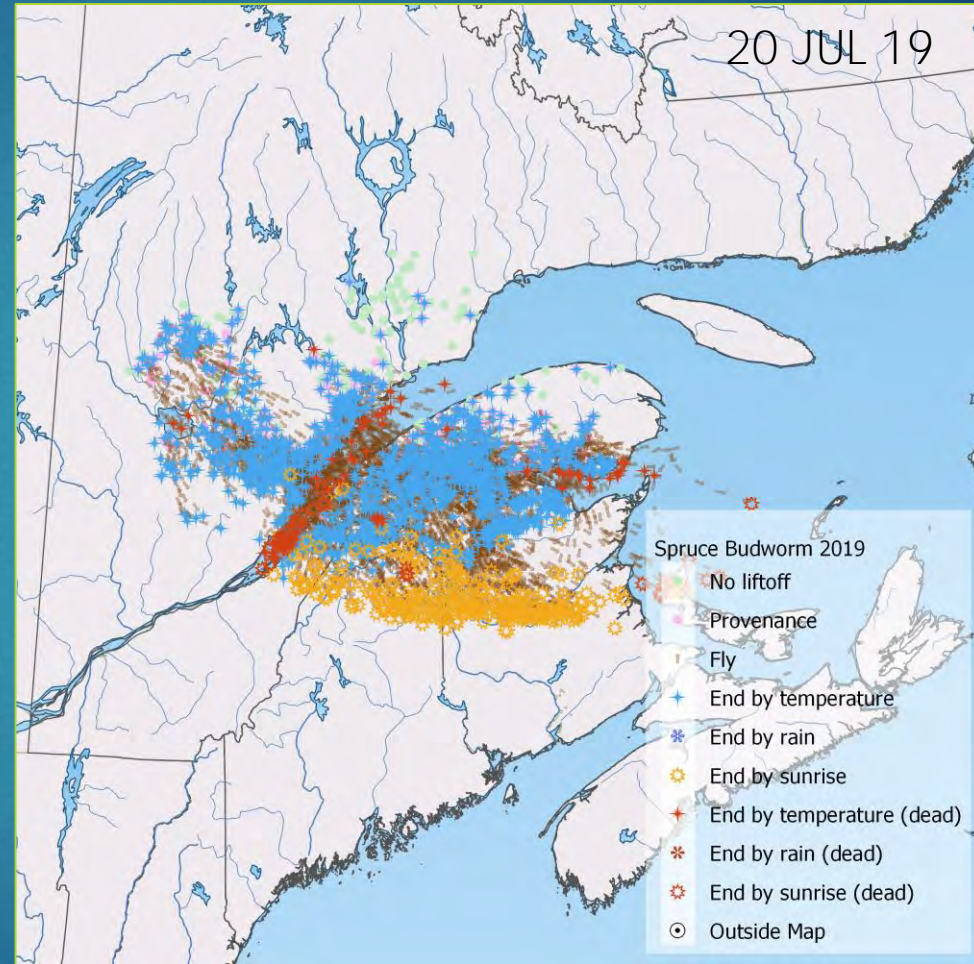 20 JUL 19
Spruce Budworm 2019
No liftoff
Provenance
Fly
End by temperature
End by rain
End by sunrise
End by temperature (dead)
End by rain (dead)
End by sunrise (dead)
Outside Map